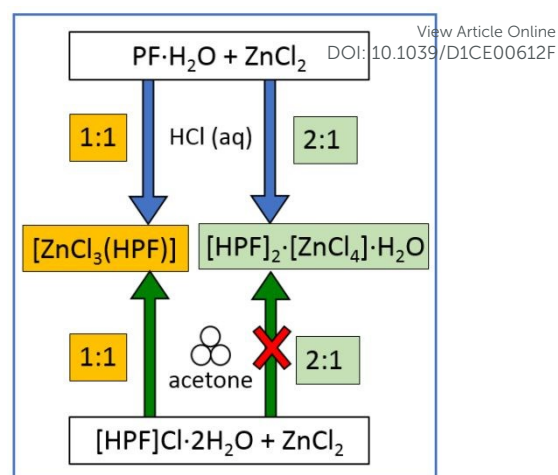 View Article Online
DOI: 10.1039/D1CE00612F
PF·H₂O + ZnCl₂
1:1
HCl (aq)
2:1
[ZnCl₃(HPF)]
[HPF]₂·[ZnCl₄]·H₂O
1:1
acetone
2:1
[HPF]Cl·2H₂O + ZnCl₂